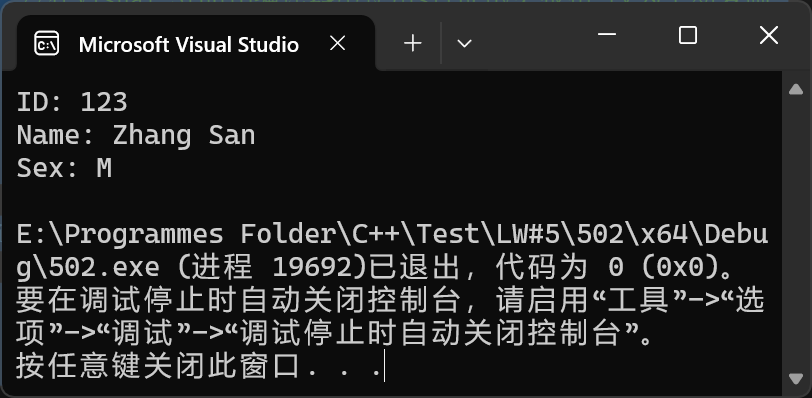 Microsoft Visual Studio
ID: 123
Name: Zhang San
Sex: M
E:\Programmes Folder\C++\Test\LW#5\502\x64\Debu
g\502.exe (进程 19692)已退出，代码为 0 (0x0)。
要在调试停止时自动关闭控制台，请启用“工具”->“选
项”->“调试”->“调试停止时自动关闭控制台”。
按任意键关闭此窗口. . .